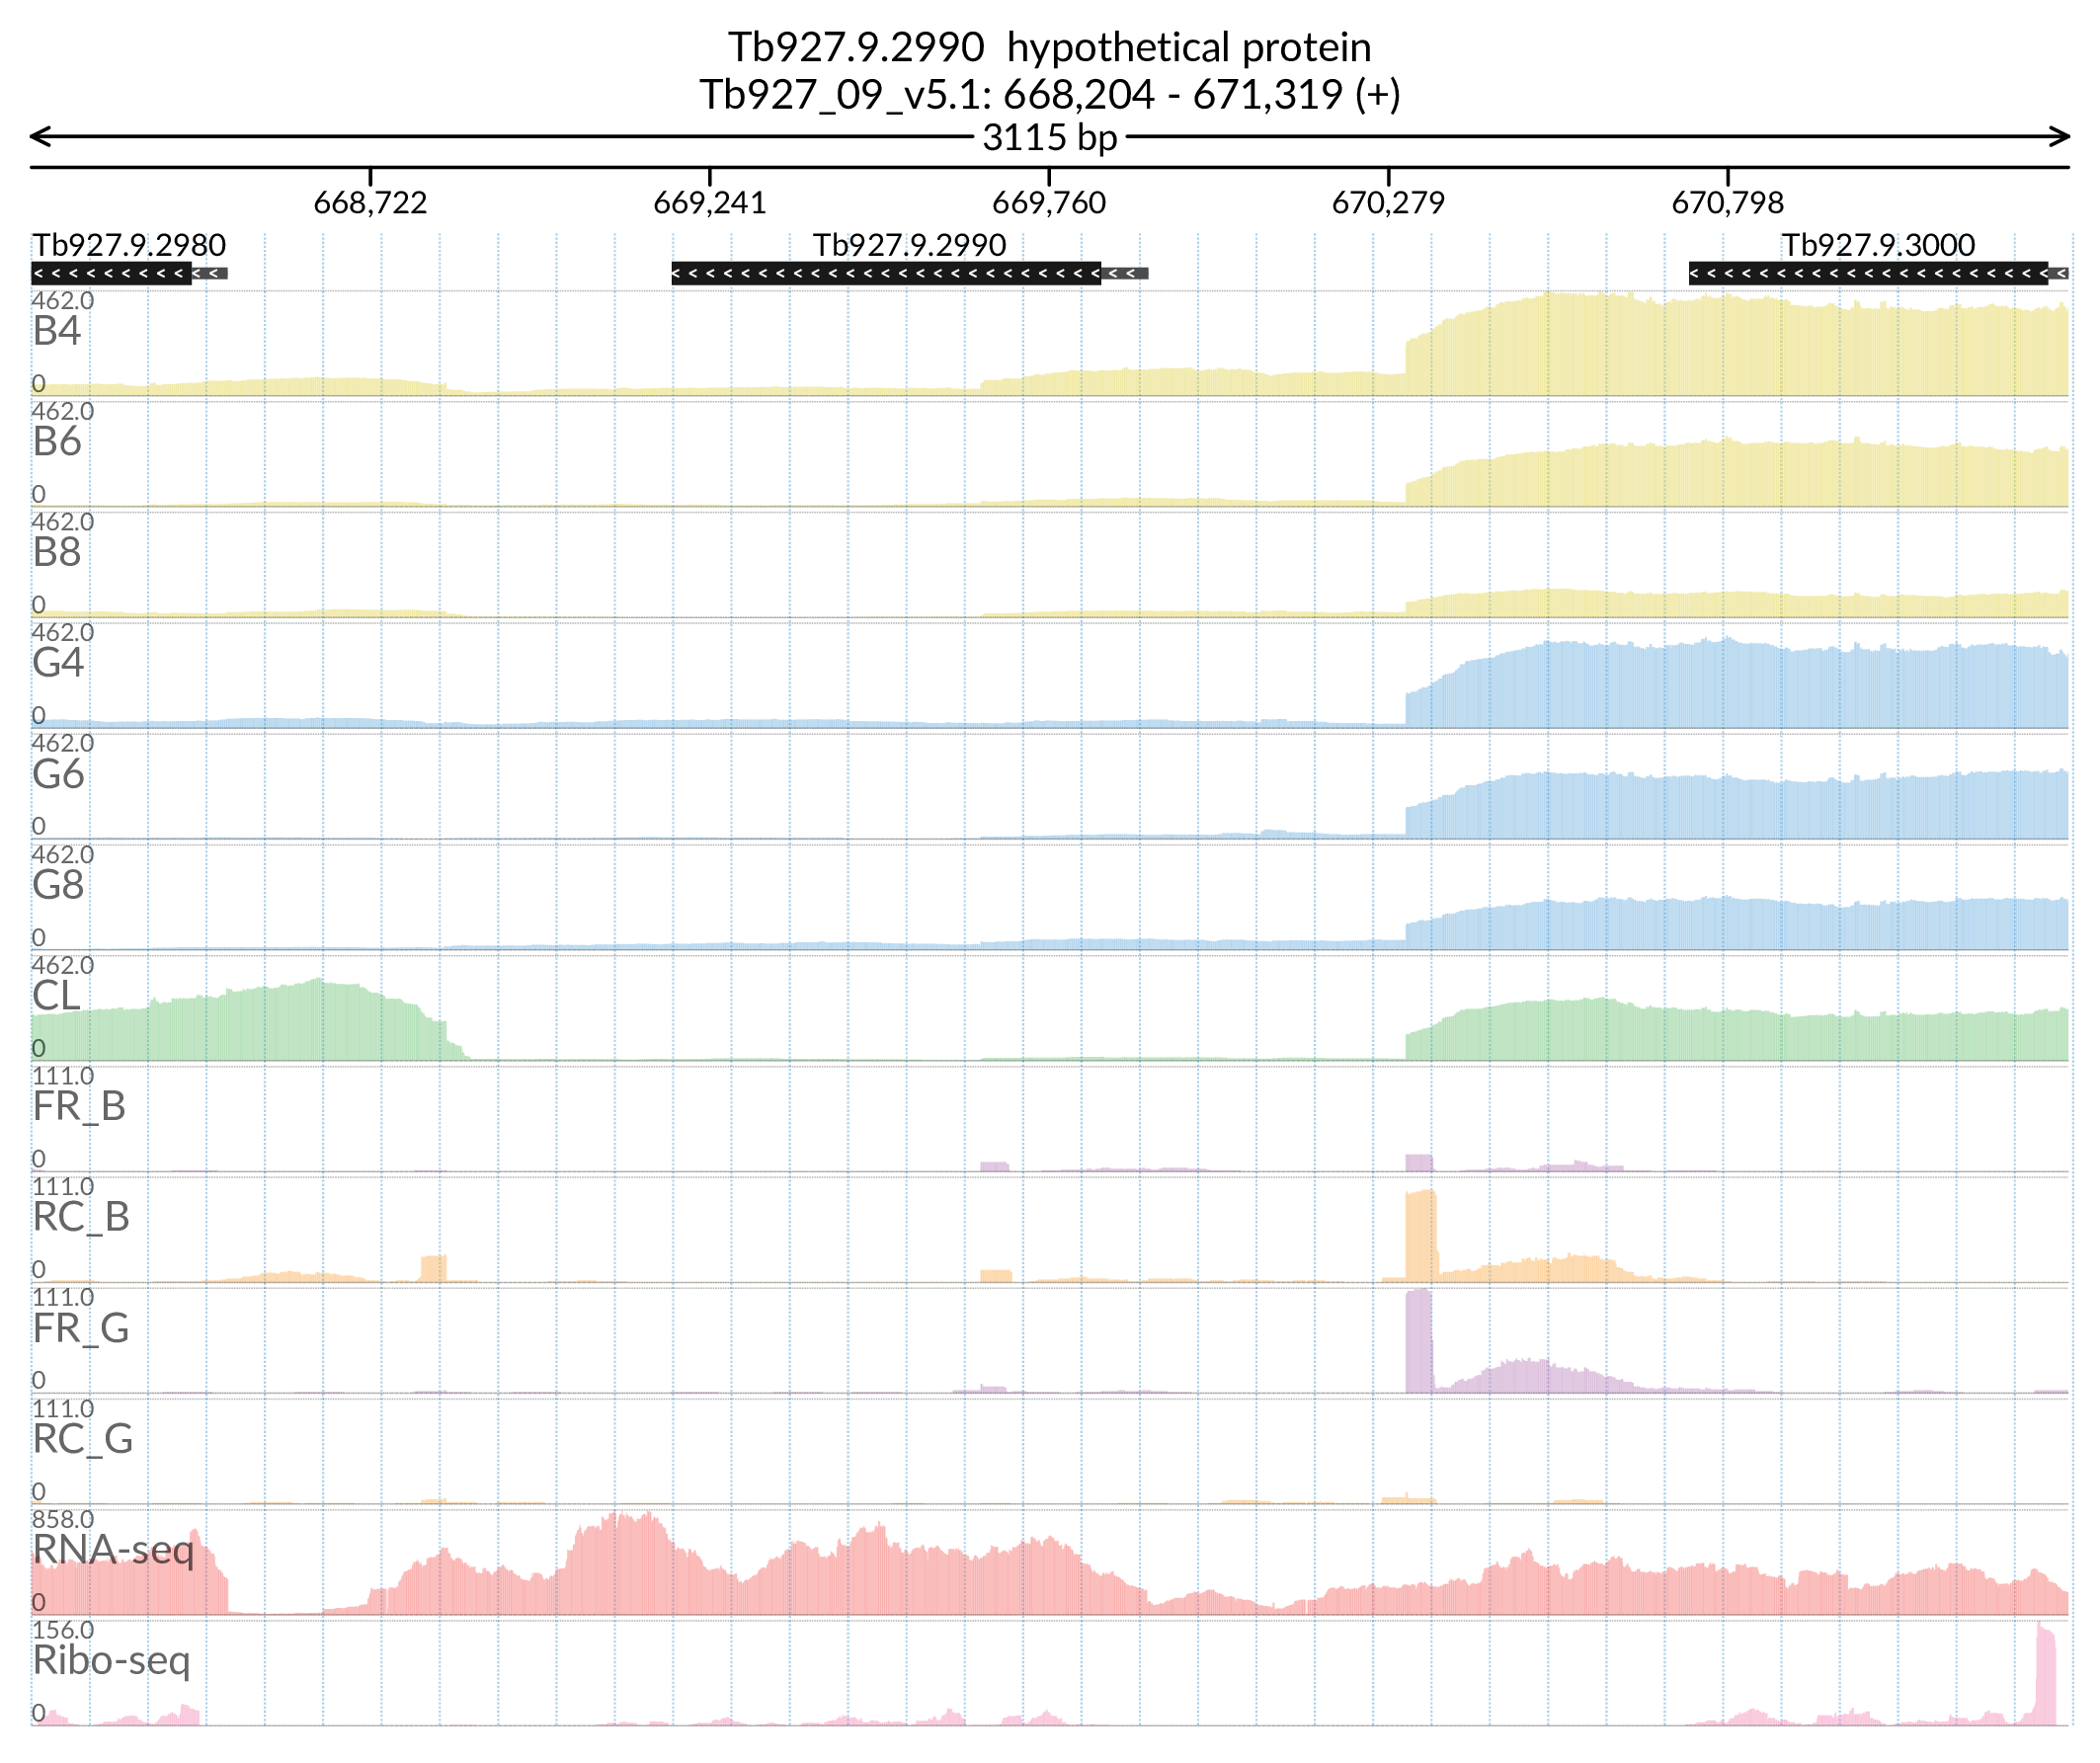 Tb927.9.2990  hypothetical protein
Tb927_09_v5.1: 668,204 - 671,319 (+)
3115 bp
668,722 669,241 669,760 670,279 670,798
Tb927.9.2980 Tb927.9.2990 Tb927.9.3000
462.0
B4
0
462.0
B6
0
462.0
B8
0
462.0
G4
0
462.0
G6
0
462.0
G8
0
462.0
CL
0
111.0
FR_B
0
111.0
RC_B
0
111.0
FR_G
0
111.0
RC_G
0
858.0
RNA-seq
0
156.0
Ribo-seq
0